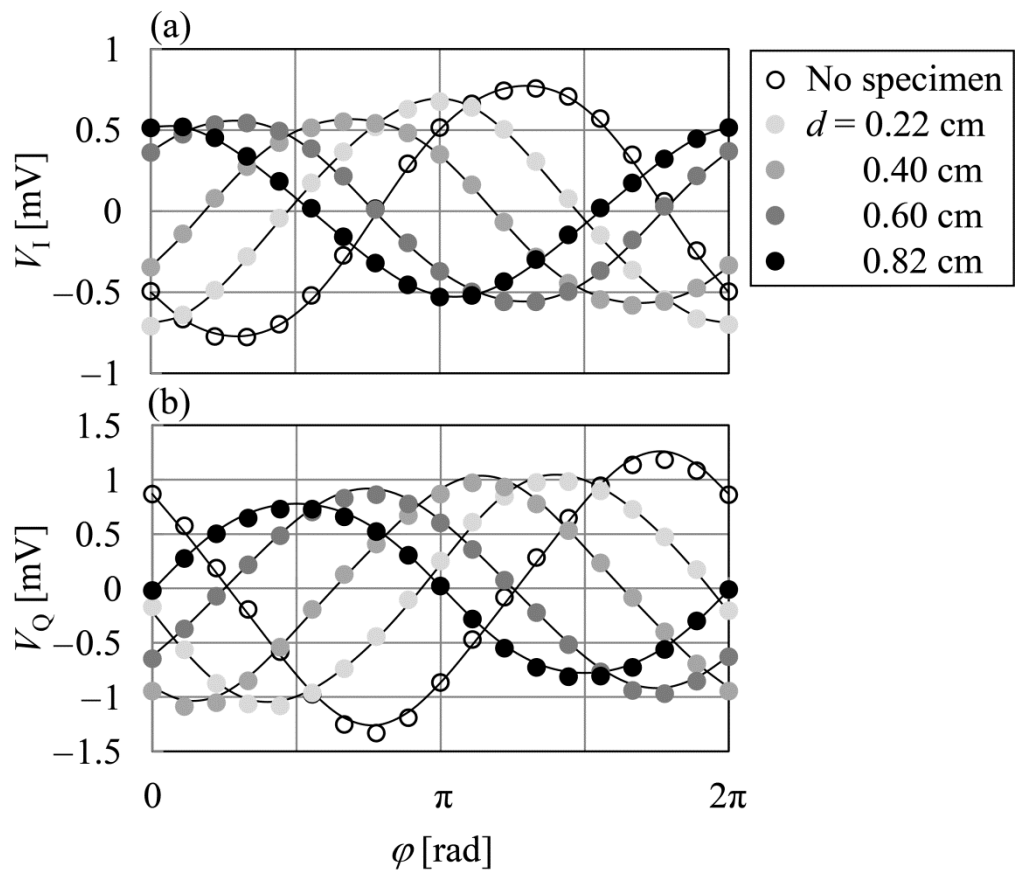 (a)
1
0.5
0
−0.5
−1
V_I [mV]
No specimen
d = 0.22 cm
0.40 cm
0.60 cm
0.82 cm
(b)
1.5
1
0.5
0
−0.5
−1
−1.5
V_Q [mV]
0
π
2π
φ [rad]